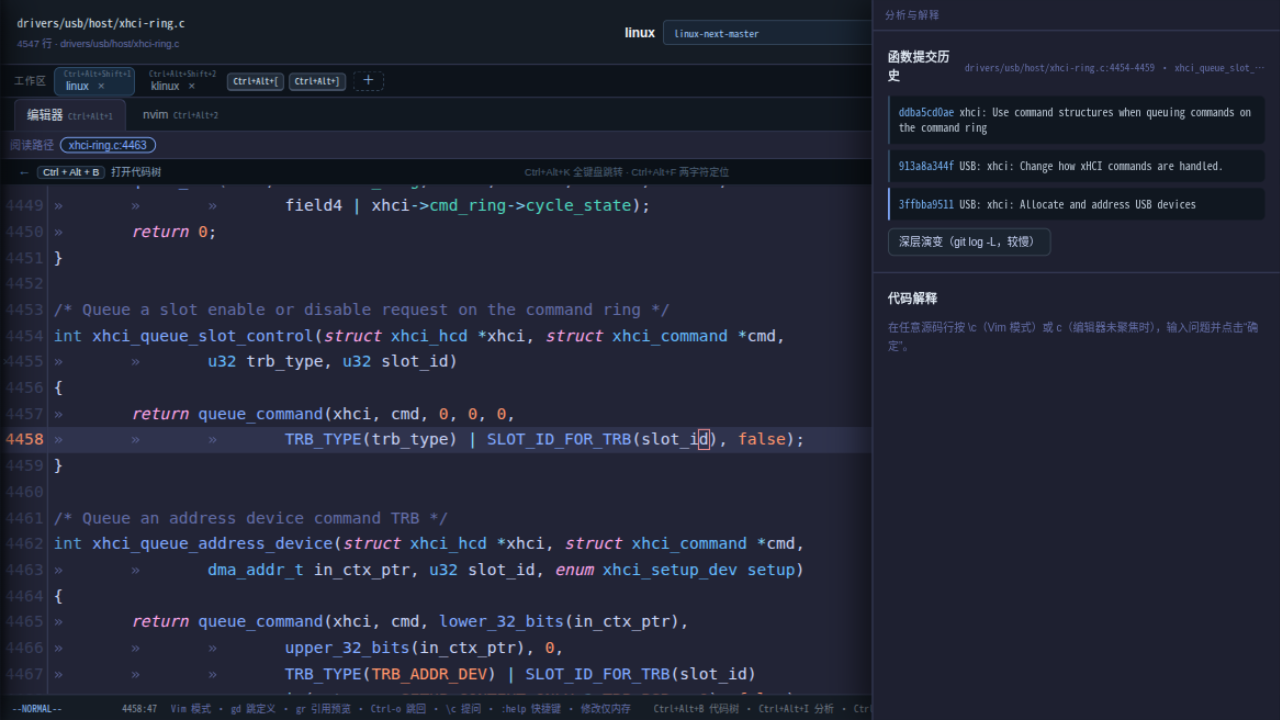 drivers/usb/host/xhci-ring.c
4547 行 · drivers/usb/host/xhci-ring.c
linux linux-next-master
工作区 Ctrl+Alt+Shift+1 linux × Ctrl+Alt+Shift+2 klinux × Ctrl+Alt+[ Ctrl+Alt+] +
编辑器 Ctrl+Alt+1 nvim Ctrl+Alt+2
阅读路径 xhci-ring.c:4463
← Ctrl + Alt + B 打开代码树 Ctrl+Alt+K 全键盘跳转 · Ctrl+Alt+F 两字符定位
4449 » » » field4 | xhci->cmd_ring->cycle_state);
4450 » return 0;
4451 }
4452
4453 /* Queue a slot enable or disable request on the command ring */
4454 int xhci_queue_slot_control(struct xhci_hcd *xhci, struct xhci_command *cmd,
4455 » » u32 trb_type, u32 slot_id)
4456 {
4457 » return queue_command(xhci, cmd, 0, 0, 0,
4458 » » » TRB_TYPE(trb_type) | SLOT_ID_FOR_TRB(slot_id), false);
4459 }
4460
4461 /* Queue an address device command TRB */
4462 int xhci_queue_address_device(struct xhci_hcd *xhci, struct xhci_command *cmd,
4463 » » dma_addr_t in_ctx_ptr, u32 slot_id, enum xhci_setup_dev setup)
4464 {
4465 » return queue_command(xhci, cmd, lower_32_bits(in_ctx_ptr),
4466 » » » upper_32_bits(in_ctx_ptr), 0,
4467 » » » TRB_TYPE(TRB_ADDR_DEV) | SLOT_ID_FOR_TRB(slot_id)
--NORMAL-- 4458:47 Vim 模式 · gd 跳定义 · gr 引用预览 · Ctrl-o 跳回 · \c 提问 · :help 快捷键 · 修改仅内存 Ctrl+Alt+B 代码树 · Ctrl+Alt+I 分析 · Ctr
分析与解释
函数提交历史 drivers/usb/host/xhci-ring.c:4454-4459 • xhci_queue_slot_…
ddba5cd0ae xhci: Use command structures when queuing commands on
the command ring
913a8a344f USB: xhci: Change how xHCI commands are handled.
3ffbba9511 USB: xhci: Allocate and address USB devices
深层演变（git log -L，较慢）
代码解释
在任意源码行按 \c（Vim 模式）或 c（编辑器未聚焦时），输入问题并点击“确
定”。